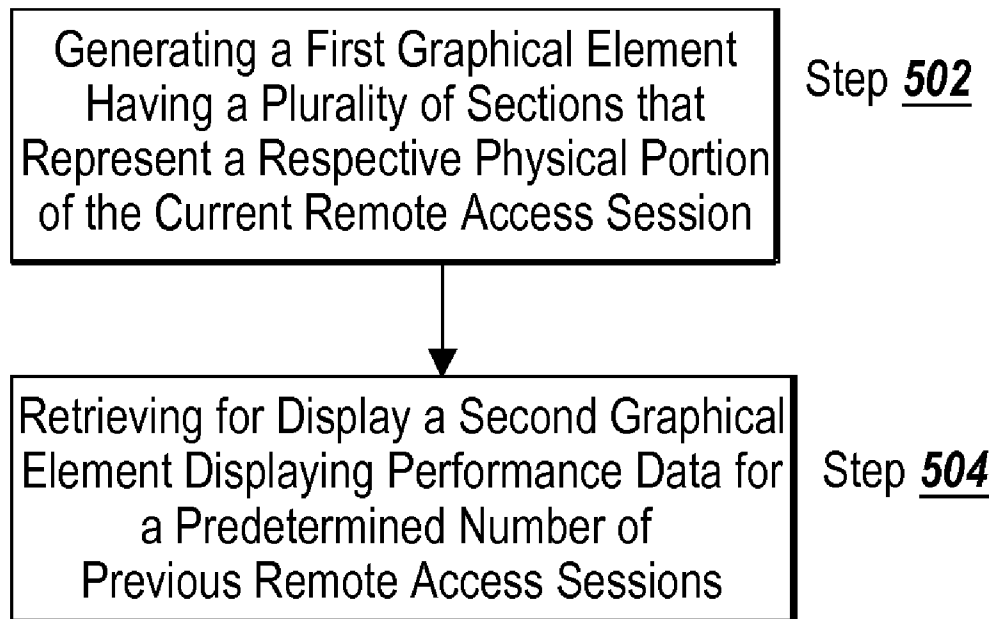 Generating a First Graphical Element
Having a Plurality of Sections that
Represent a Respective Physical Portion
of the Current Remote Access Session
Step 502
Retrieving for Display a Second Graphical
Element Displaying Performance Data for
a Predetermined Number of
Previous Remote Access Sessions
Step 504